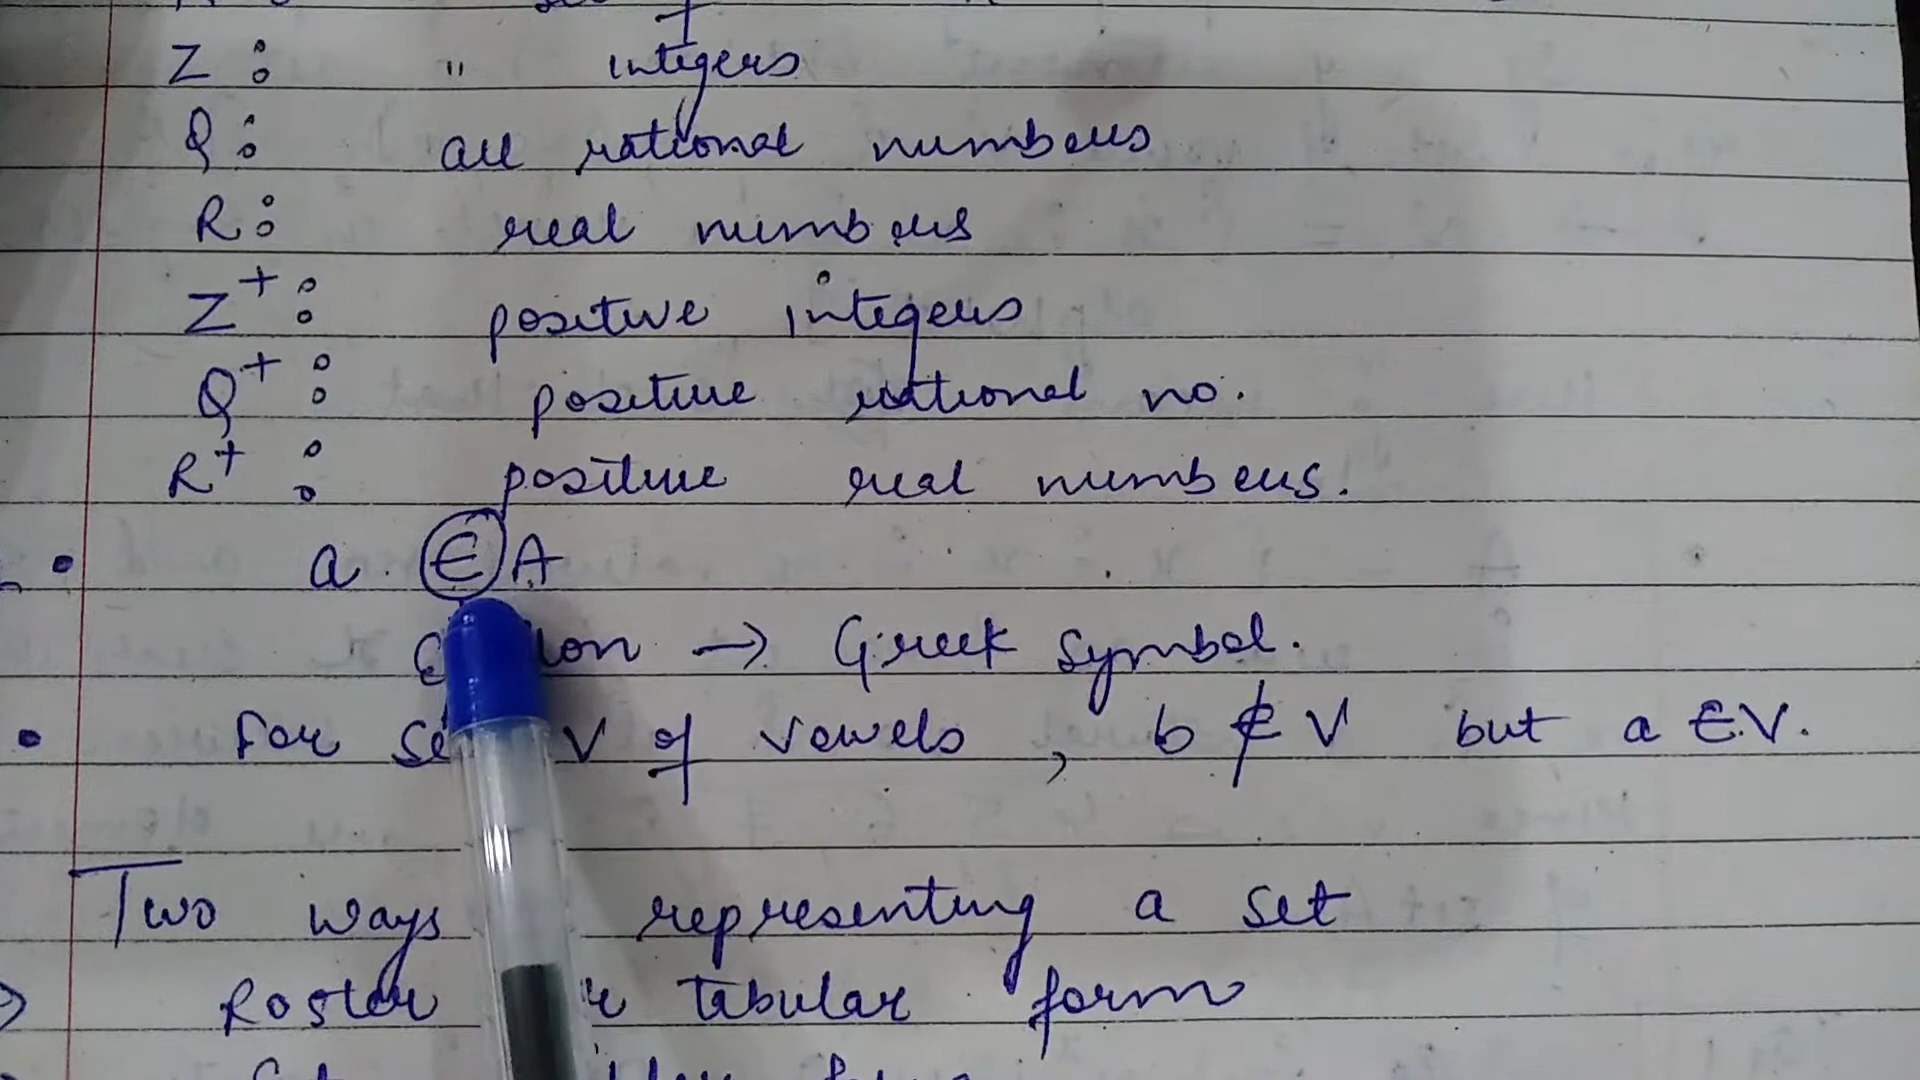 Z : " integers
Q : all rational numbers
R : real numbers
Z⁺ : positive integers
Q⁺ : positive rational no.
R⁺ : positive real numbers.
• a ∈ A
→ Greek Symbol.
• For V of vowels, b ∉ V but a ∈ V.
Two ways representing a set
Roster tabular form